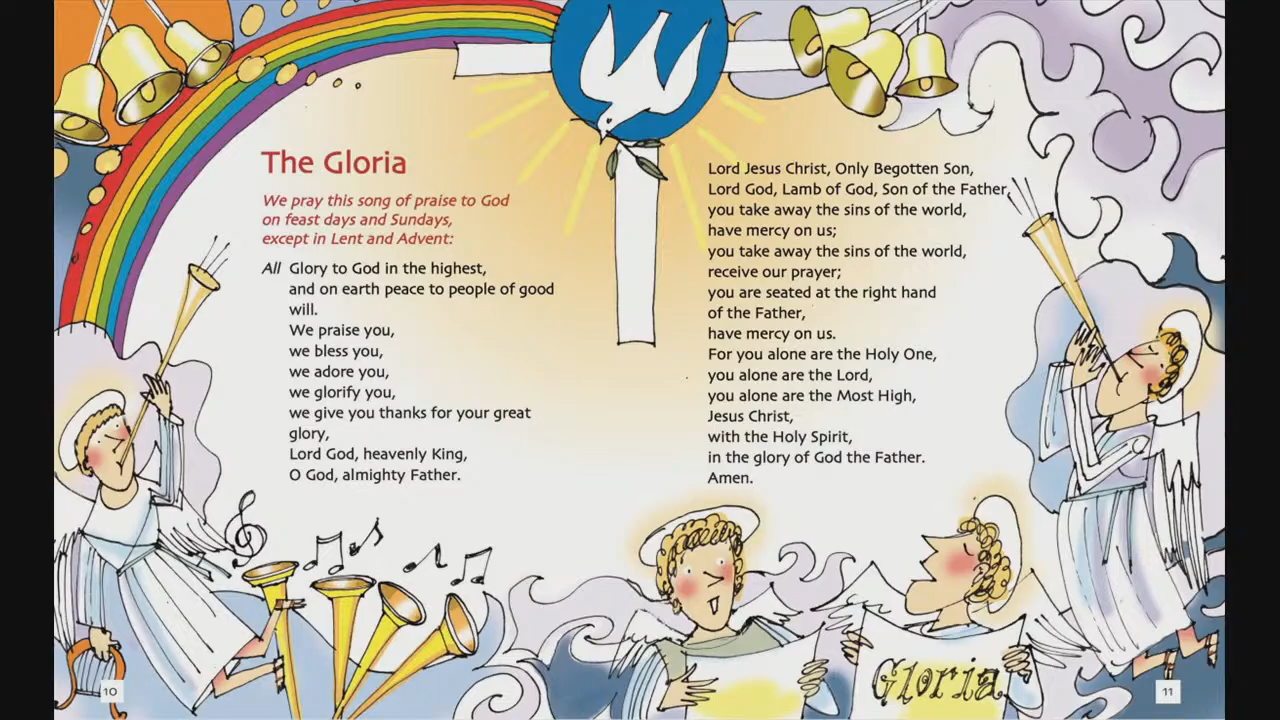 The Gloria
We pray this song of praise to God
on feast days and Sundays,
except in Lent and Advent:
All Glory to God in the highest,
and on earth peace to people of good
will.
We praise you,
we bless you,
we adore you,
we glorify you,
we give you thanks for your great
glory,
Lord God, heavenly King,
O God, almighty Father.
10
Lord Jesus Christ, Only Begotten Son,
Lord God, Lamb of God, Son of the Father,
you take away the sins of the world,
have mercy on us;
you take away the sins of the world,
receive our prayer;
you are seated at the right hand
of the Father,
have mercy on us.
For you alone are the Holy One,
you alone are the Lord,
you alone are the Most High,
Jesus Christ,
with the Holy Spirit,
in the glory of God the Father.
Amen.
Gloria
11